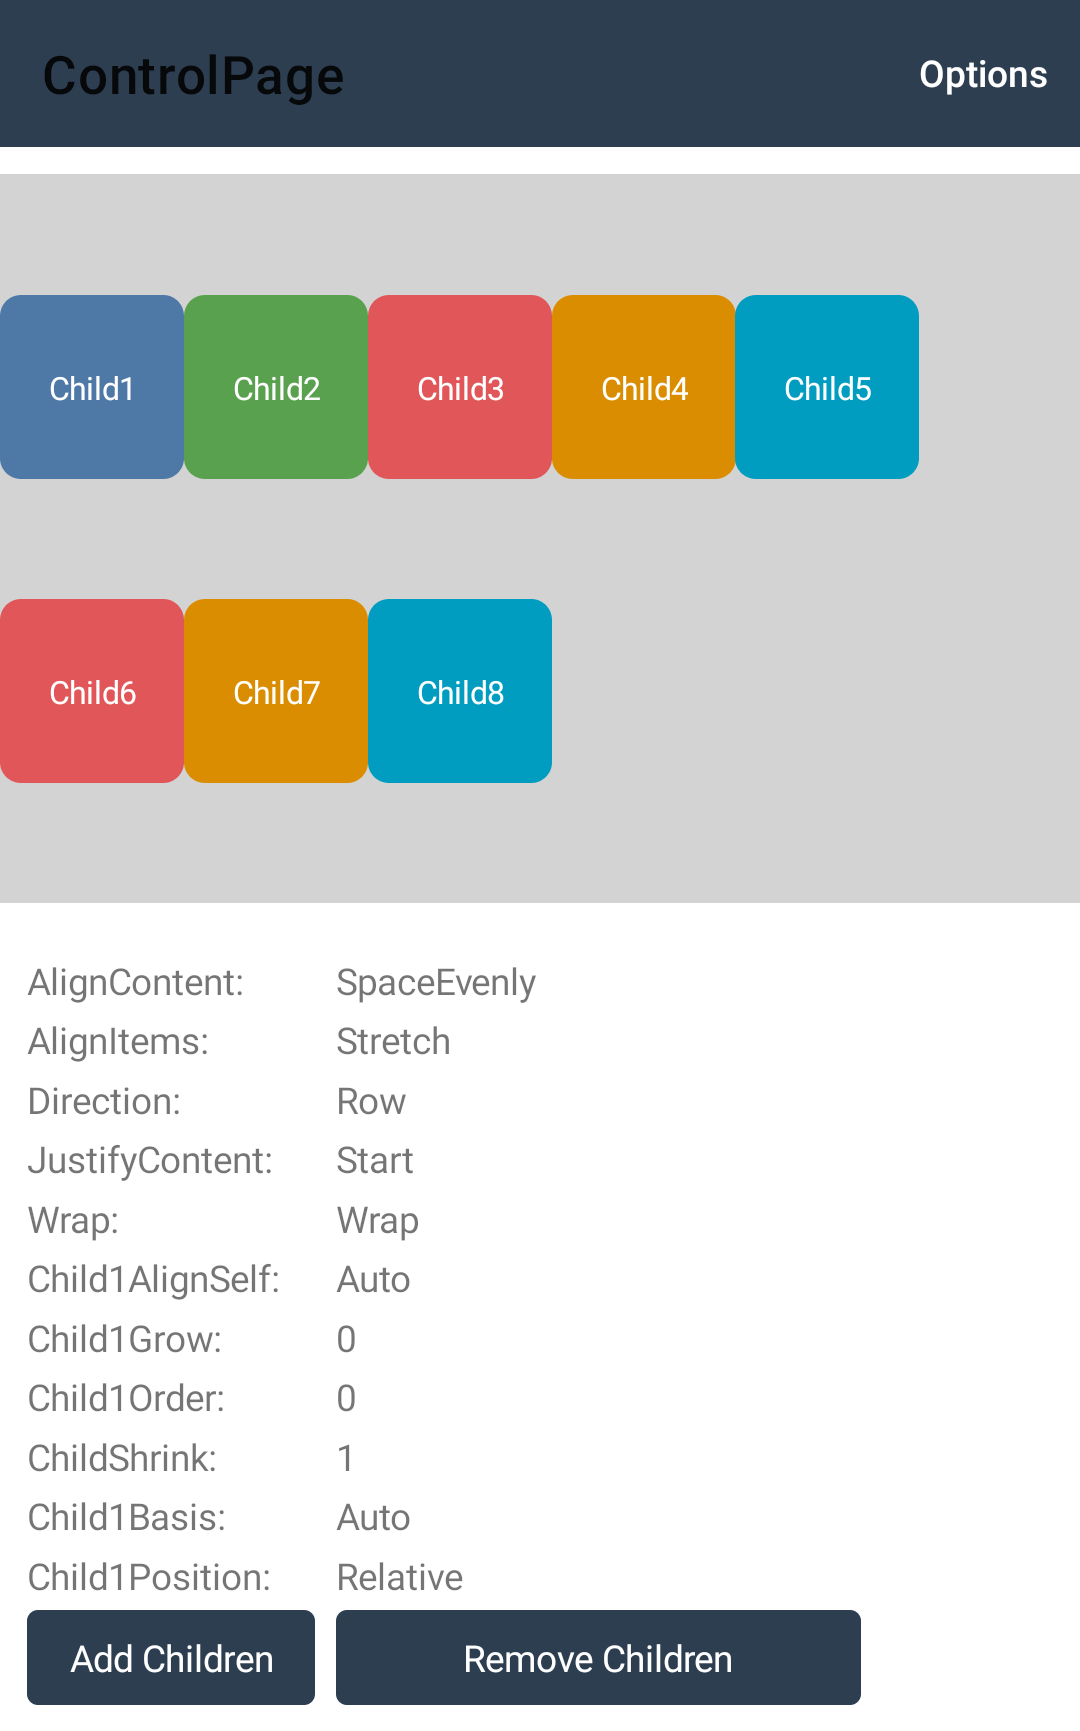 ControlPage Options
Child1 Child2 Child3 Child4 Child5
Child6 Child7 Child8
AlignContent: SpaceEvenly
AlignItems: Stretch
Direction: Row
JustifyContent: Start
Wrap: Wrap
Child1AlignSelf: Auto
Child1Grow: 0
Child1Order: 0
ChildShrink: 1
Child1Basis: Auto
Child1Position: Relative
Add Children Remove Children